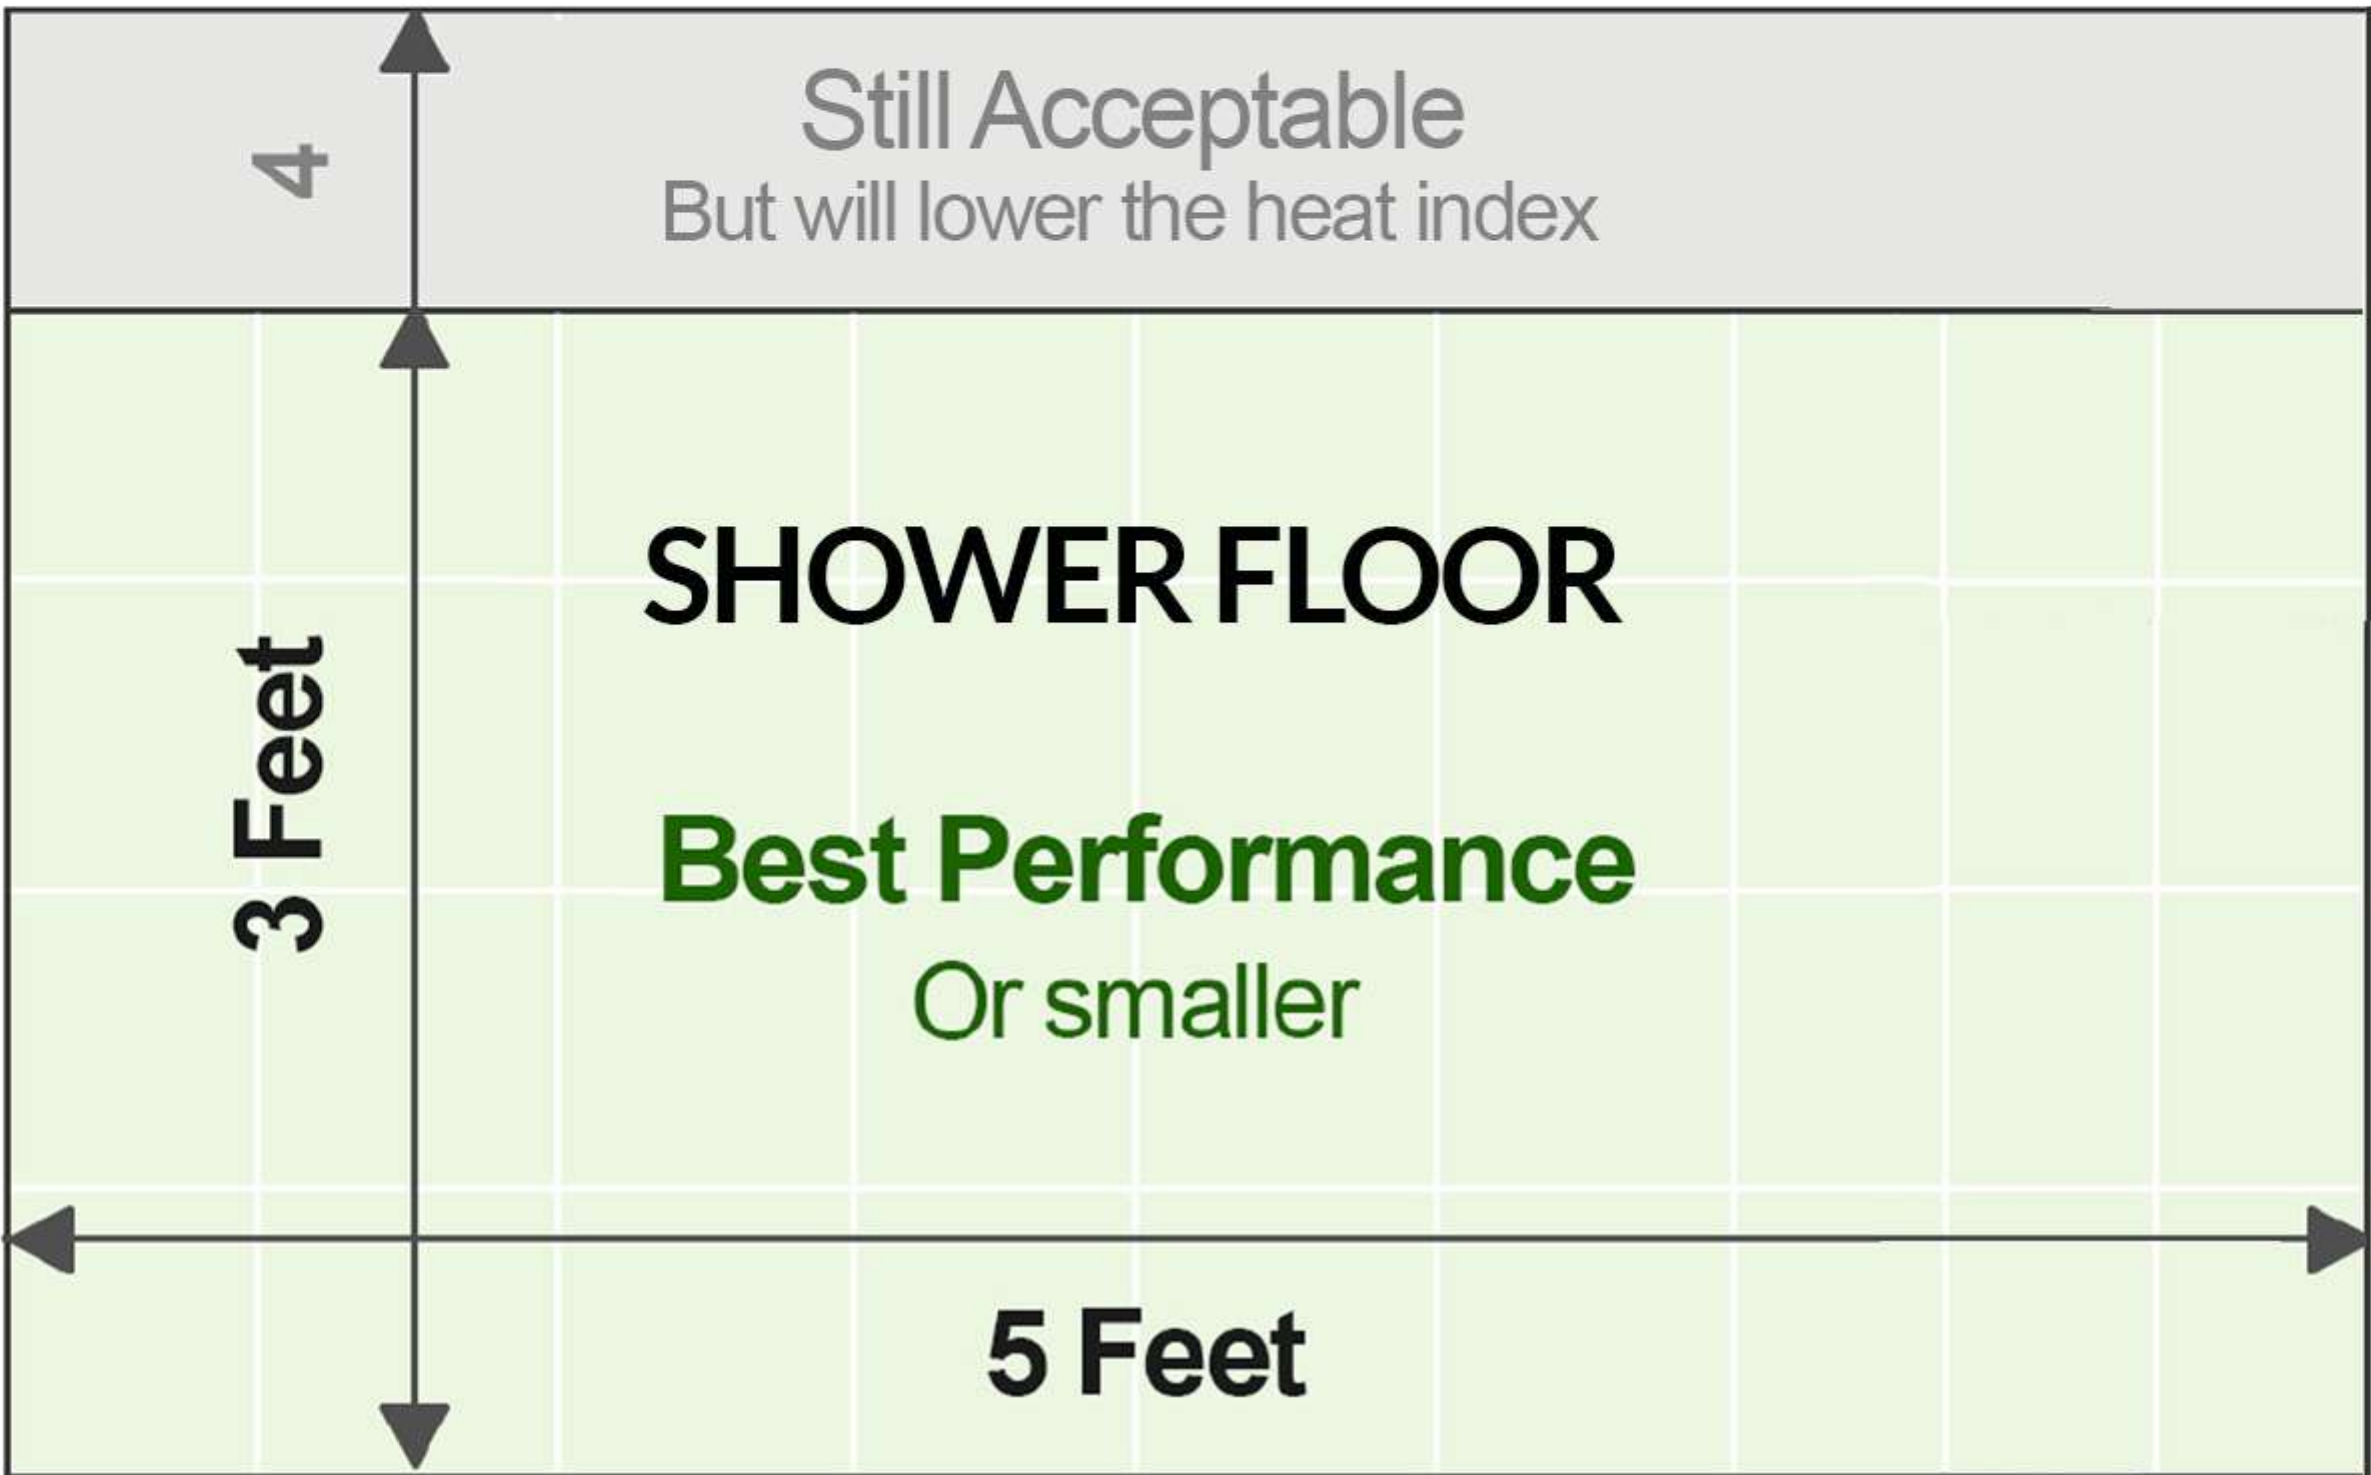 4
Still Acceptable
But will lower the heat index
3 Feet
SHOWER FLOOR
Best Performance
Or smaller
5 Feet